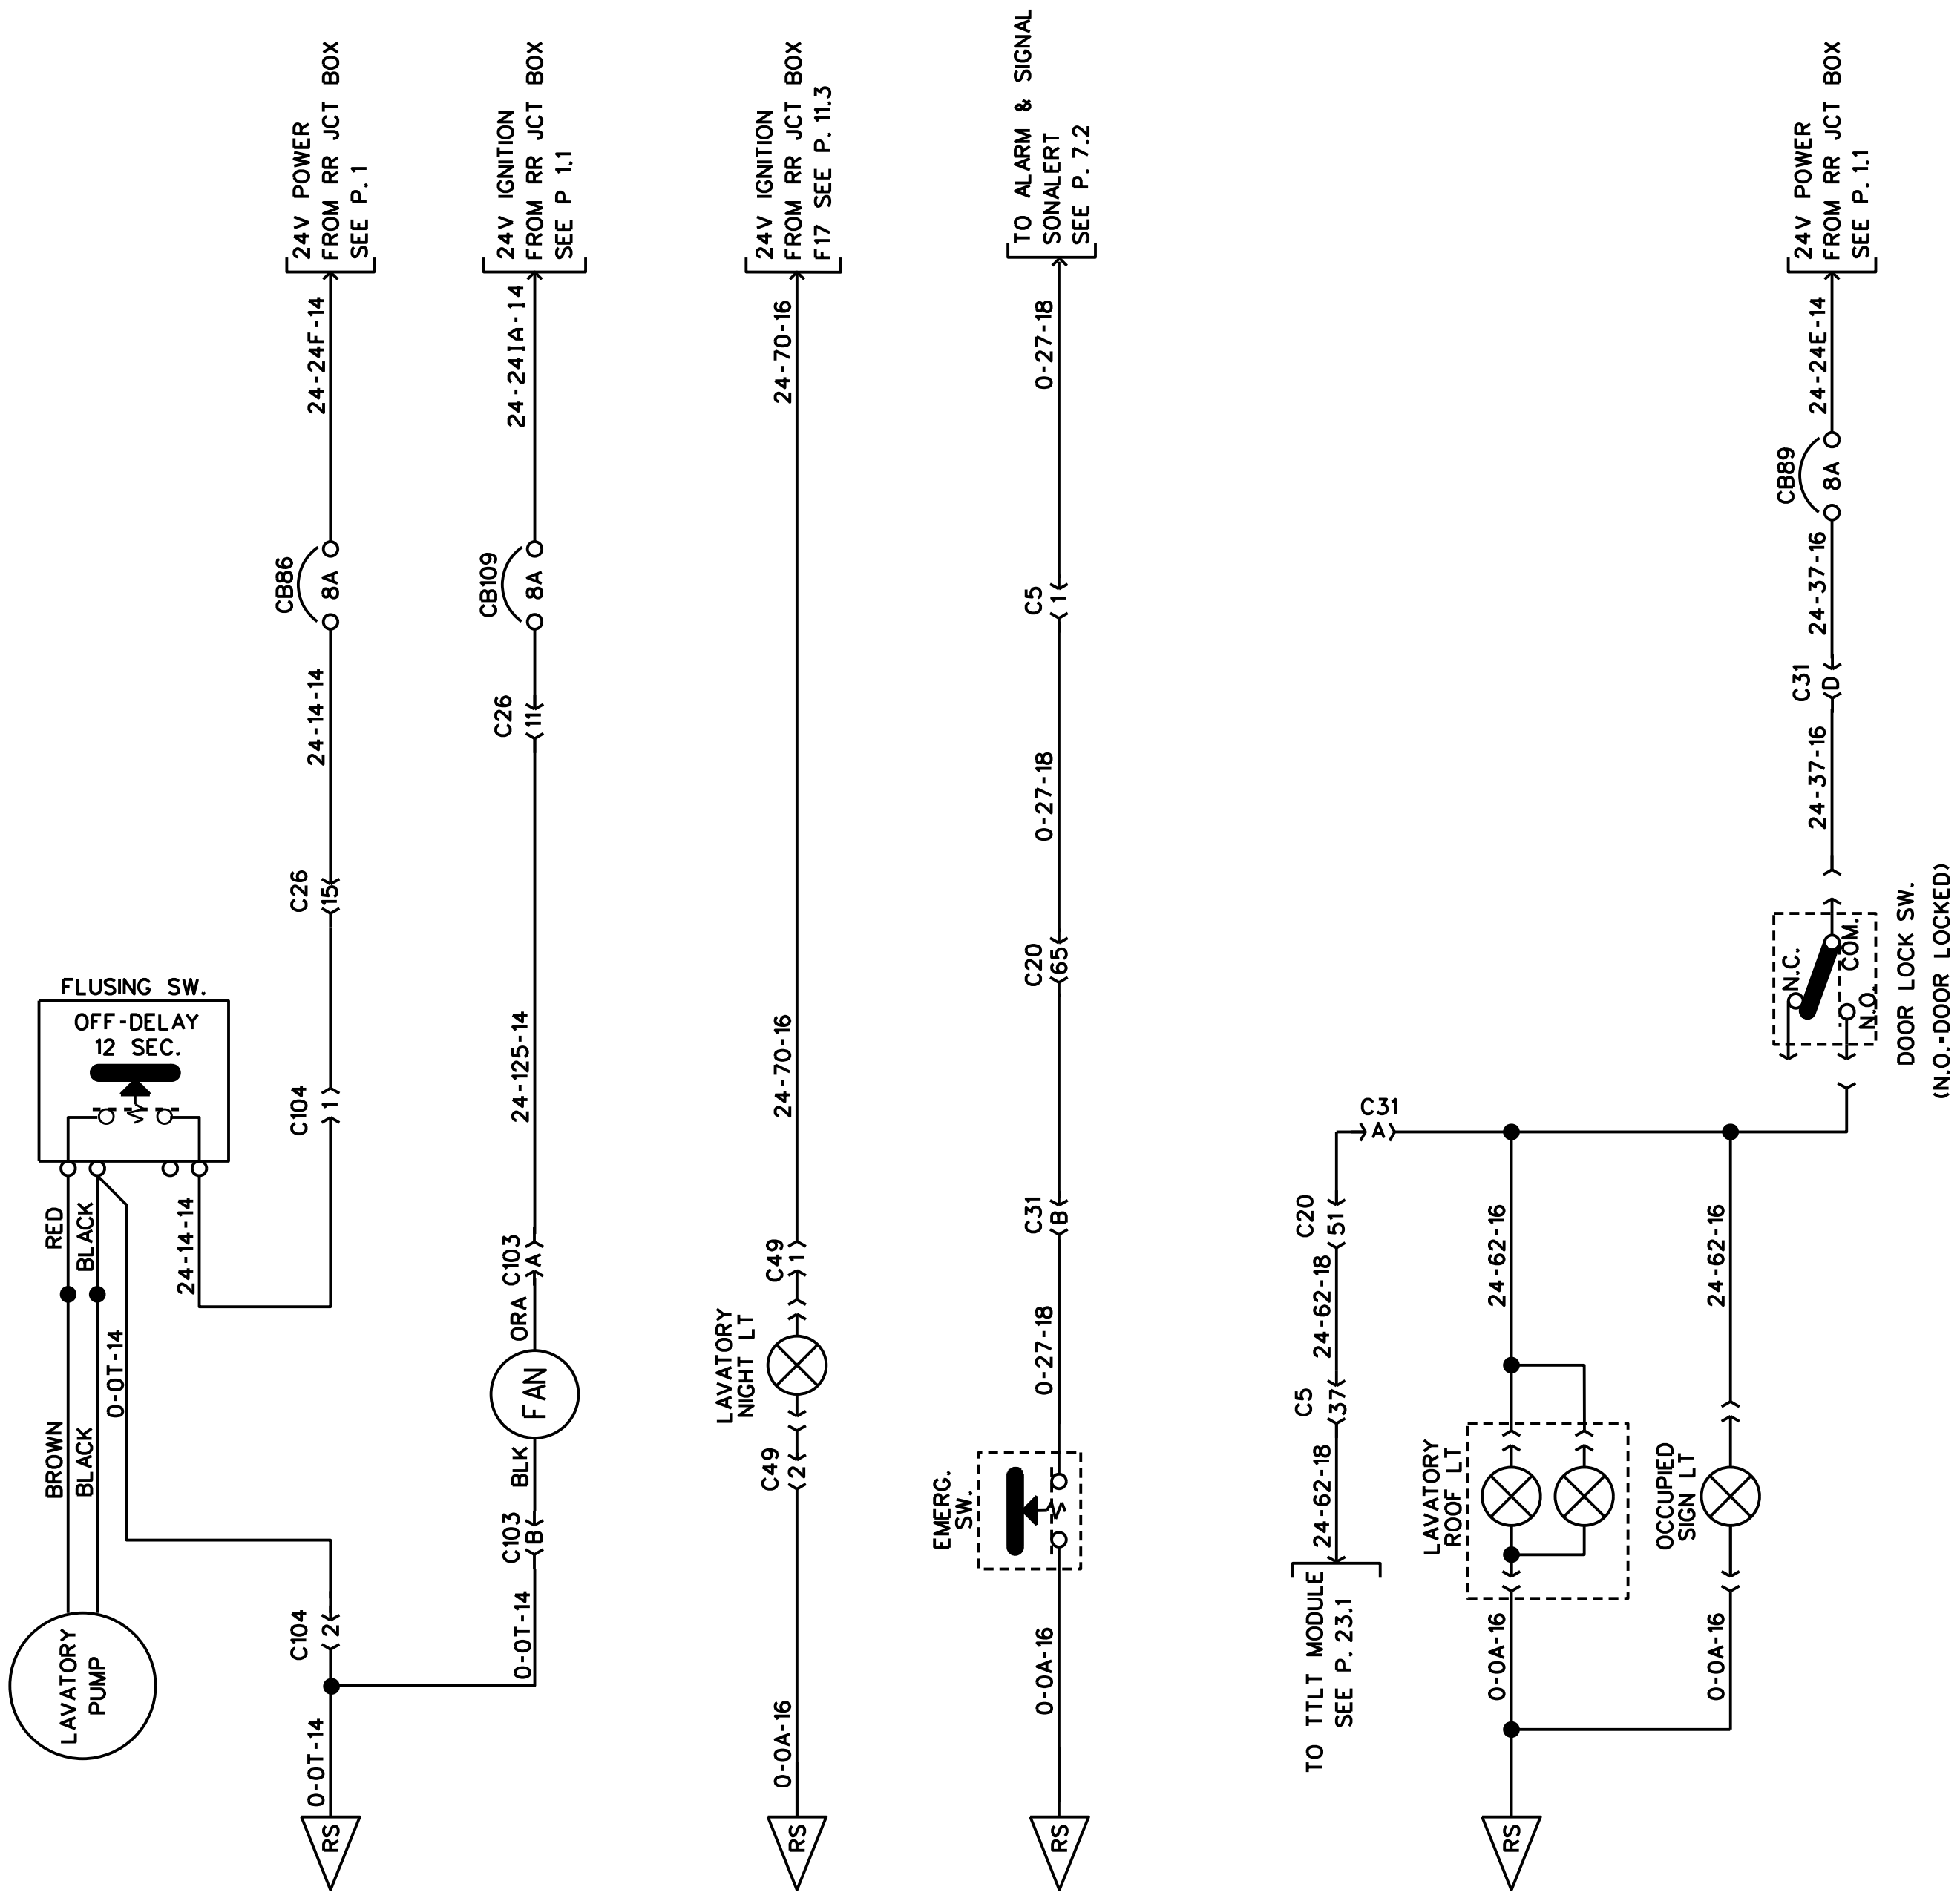 24V POWER
FROM RR JCT BOX
SEE P. 1
24-24F-14
CB86
8A
24-14-14
C26
15
C104
1
FLUSING SW.
OFF-DELAY
12 SEC.
RED
BLACK
24-14-14
BROWN
BLACK
0-0T-14
LAVATORY
PUMP
C104
2
0-0T-14
RS
24V IGNITION
FROM RR JCT BOX
SEE P 1.1
24-24IA-14
CB109
8A
C26
11
24-125-14
C103
A
ORA
FAN
BLK
C103
B
0-0T-14
24V IGNITION
FROM RR JCT BOX
F17 SEE P. 11.3
24-70-16
24-70-16
C49
1
LAVATORY
NIGHT LT
C49
2
0-0A-16
RS
TO ALARM & SIGNAL
SONALERT
SEE P. 7.2
0-27-18
C5
1
0-27-18
C20
65
C31
B
0-27-18
EMERG.
SW.
0-0A-16
RS
24V POWER
FROM RR JCT BOX
SEE P. 1.1
24-24E-14
CB89
8A
24-37-16
C31
D
24-37-16
N.C.
COM.
N.O.
DOOR LOCK SW.
(N.O.=DOOR LOCKED)
C31
A
C20
51
24-62-18
C5
37
24-62-18
TO TTLT MODULE
SEE P. 23.1
24-62-16
LAVATORY
ROOF LT
0-0A-16
24-62-16
OCCUPIED
SIGN LT
0-0A-16
RS